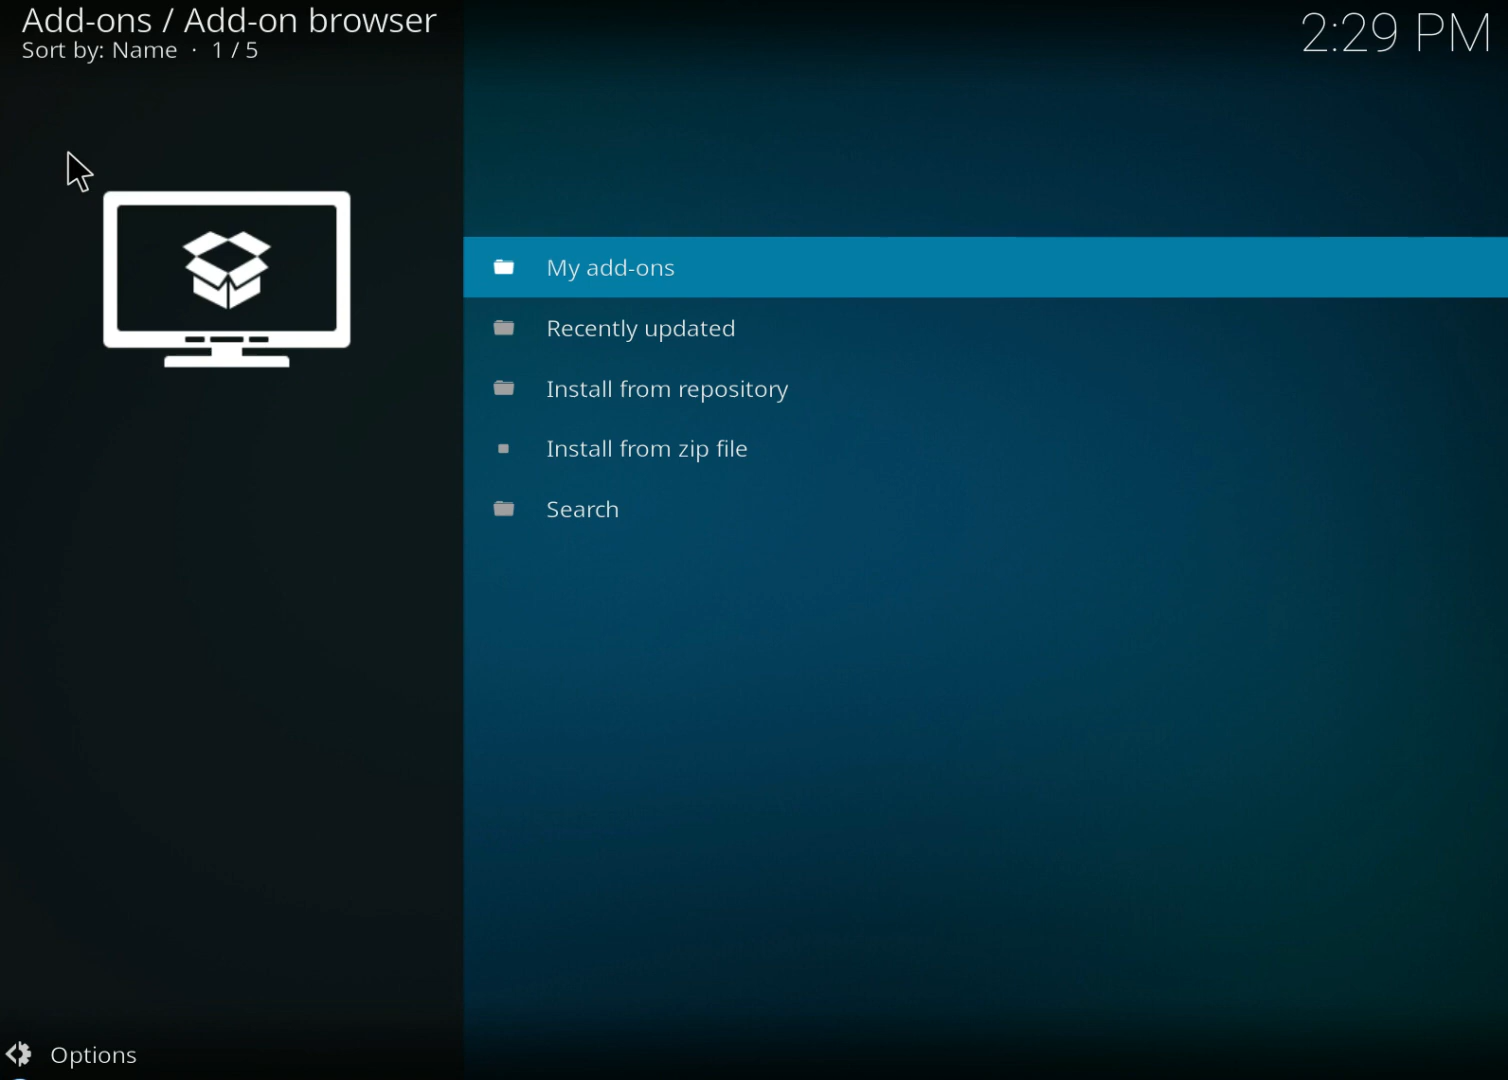 Add-ons / Add-on browser
Sort by: Name · 1 / 5
2:29 PM
My add-ons
Recently updated
Install from repository
Install from zip file
Search
Options